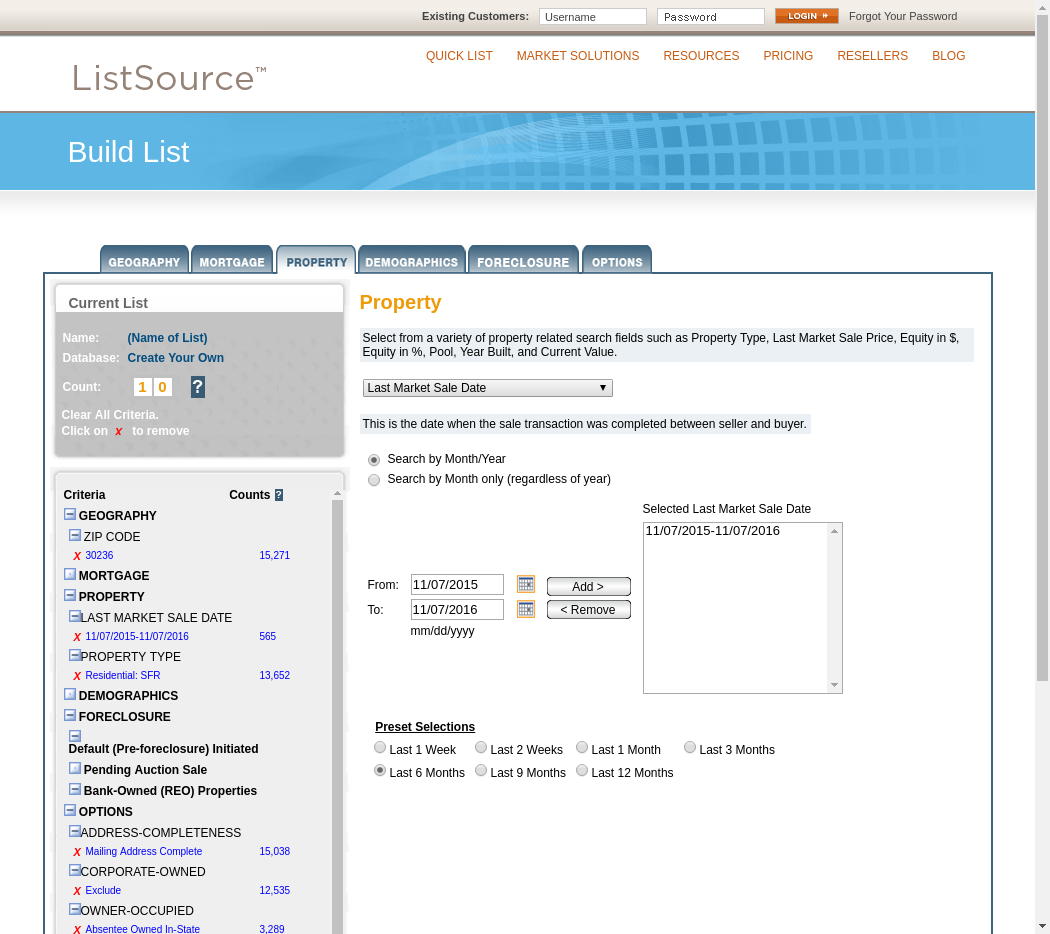 Existing Customers: Username Password LOGIN Forgot Your Password
QUICK LIST MARKET SOLUTIONS RESOURCES PRICING RESELLERS BLOG
ListSource™
Build List
GEOGRAPHY MORTGAGE PROPERTY DEMOGRAPHICS FORECLOSURE OPTIONS
Current List
Name: (Name of List)
Database: Create Your Own
Count: 1 0 ?
Clear All Criteria.
Click on x to remove
Criteria Counts ?
GEOGRAPHY
ZIP CODE
X 30236 15,271
MORTGAGE
PROPERTY
LAST MARKET SALE DATE
X 11/07/2015-11/07/2016 565
PROPERTY TYPE
X Residential: SFR 13,652
DEMOGRAPHICS
FORECLOSURE
Default (Pre-foreclosure) Initiated
Pending Auction Sale
Bank-Owned (REO) Properties
OPTIONS
ADDRESS-COMPLETENESS
X Mailing Address Complete 15,038
CORPORATE-OWNED
X Exclude 12,535
OWNER-OCCUPIED
X Absentee Owned In-State 3,289
Property
Select from a variety of property related search fields such as Property Type, Last Market Sale Price, Equity in $,
Equity in %, Pool, Year Built, and Current Value.
Last Market Sale Date
This is the date when the sale transaction was completed between seller and buyer.
Search by Month/Year
Search by Month only (regardless of year)
Selected Last Market Sale Date
11/07/2015-11/07/2016
From: 11/07/2015 Add >
To: 11/07/2016 < Remove
mm/dd/yyyy
Preset Selections
Last 1 Week Last 2 Weeks Last 1 Month Last 3 Months
Last 6 Months Last 9 Months Last 12 Months